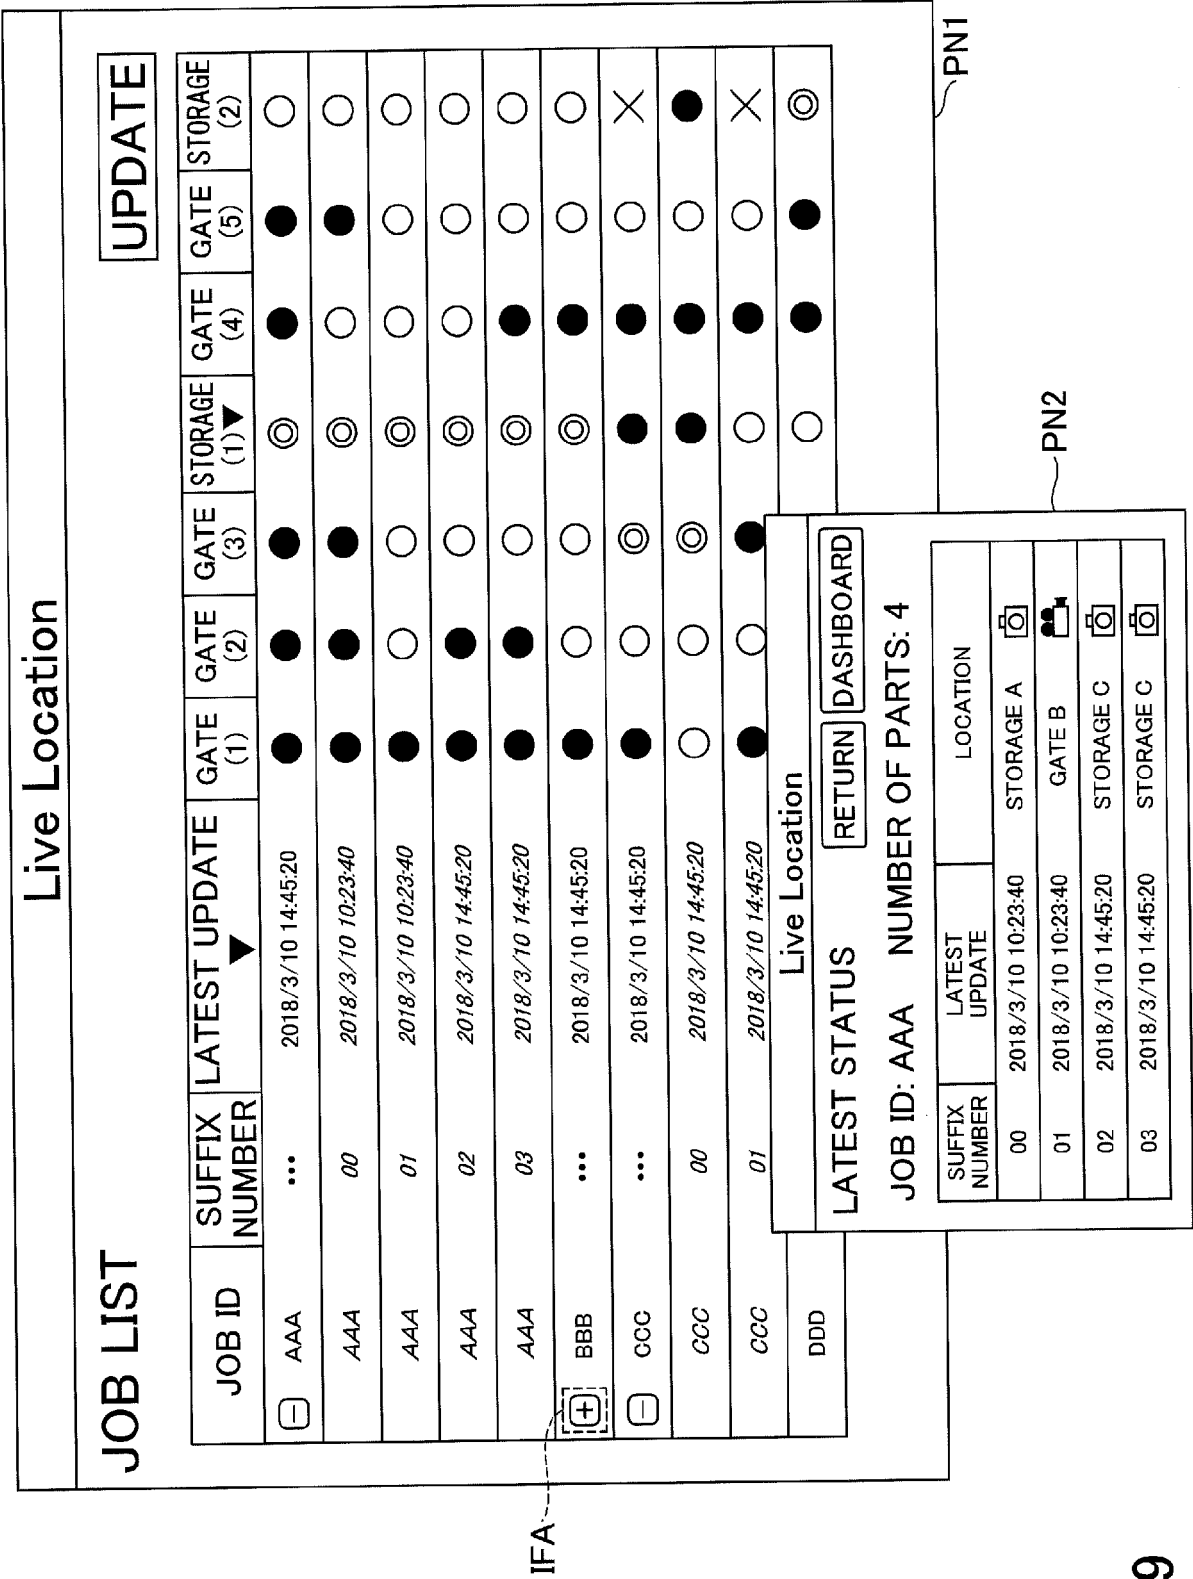 Live Location
JOB LIST
UPDATE
JOB ID SUFFIX NUMBER LATEST UPDATE ▼ GATE (1) GATE (2) GATE (3) STORAGE (1)▼ GATE (4) GATE (5) STORAGE (2)
− AAA ... 2018/3/10 14:45:20 ● ● ● ◎ ● ● ○
AAA 00 2018/3/10 10:23:40 ● ● ● ◎ ○ ● ○
AAA 01 2018/3/10 10:23:40 ● ○ ○ ◎ ○ ○ ○
AAA 02 2018/3/10 14:45:20 ● ● ○ ◎ ○ ○ ○
AAA 03 2018/3/10 14:45:20 ● ● ○ ◎ ● ○ ○
+ BBB ... 2018/3/10 14:45:20 ● ○ ○ ◎ ● ○ ○
− CCC ... 2018/3/10 14:45:20 ● ○ ◎ ● ● ○ ×
CCC 00 2018/3/10 14:45:20 ○ ○ ◎ ● ● ○ ●
CCC 01 2018/3/10 14:45:20 ● ○ ● ○ ● ○ ×
DDD ○ ● ● ◎
IFA
PN1
PN2
Live Location
LATEST STATUS
RETURN DASHBOARD
JOB ID: AAA NUMBER OF PARTS: 4
SUFFIX NUMBER LATEST UPDATE LOCATION
00 2018/3/10 10:23:40 STORAGE A
01 2018/3/10 10:23:40 GATE B
02 2018/3/10 14:45:20 STORAGE C
03 2018/3/10 14:45:20 STORAGE C
9